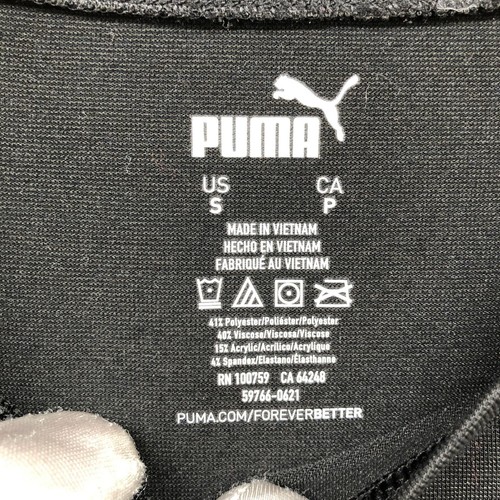 PUMA
US CA
S P
MADE IN VIETNAM
HECHO EN VIETNAM
FABRIQUÉ AU VIETNAM
41% Polyester/Poliéster/Polyester
40% Viscose/Viscosa/Viscose
15% Acrylic/Acrílico/Acrylique
4% Spandex/Elastano/Élasthanne
RN 100759 CA 64248
59766-0621
PUMA.COM/FOREVERBETTER